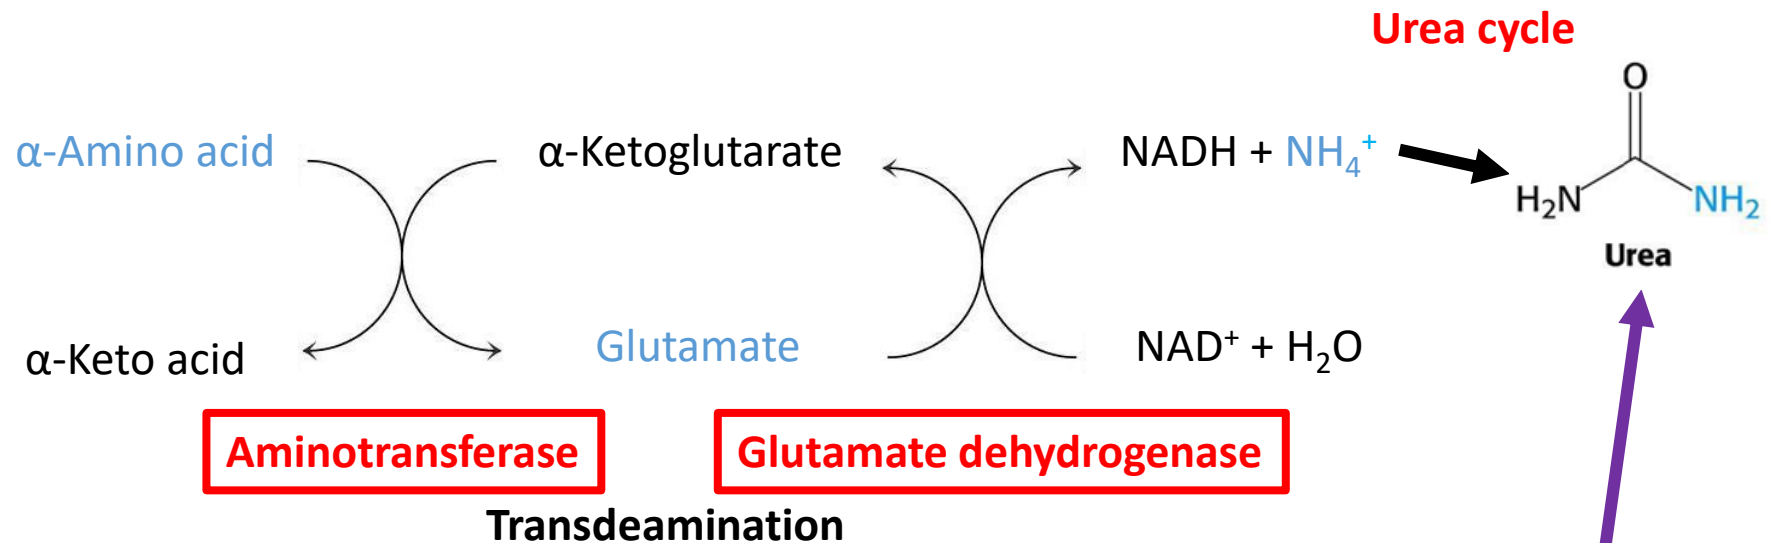 Urea cycle
O
α-Amino acid
α-Ketoglutarate
NADH + NH₄⁺
H₂N
NH₂
Urea
α-Keto acid
Glutamate
NAD⁺ + H₂O
Aminotransferase
Glutamate dehydrogenase
Transdeamination